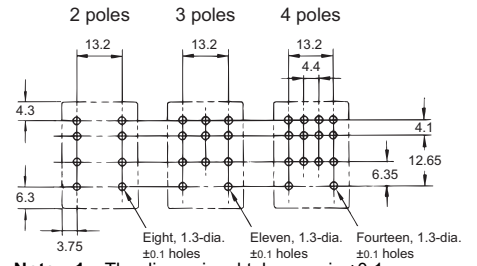 2 poles
3 poles
4 poles
13.2
13.2
13.2
4.4
4.3
4.1
12.65
6.35
6.3
3.75
Eight, 1.3-dia.
±0.1 holes
Eleven, 1.3-dia.
±0.1 holes
Fourteen, 1.3-dia.
±0.1 holes